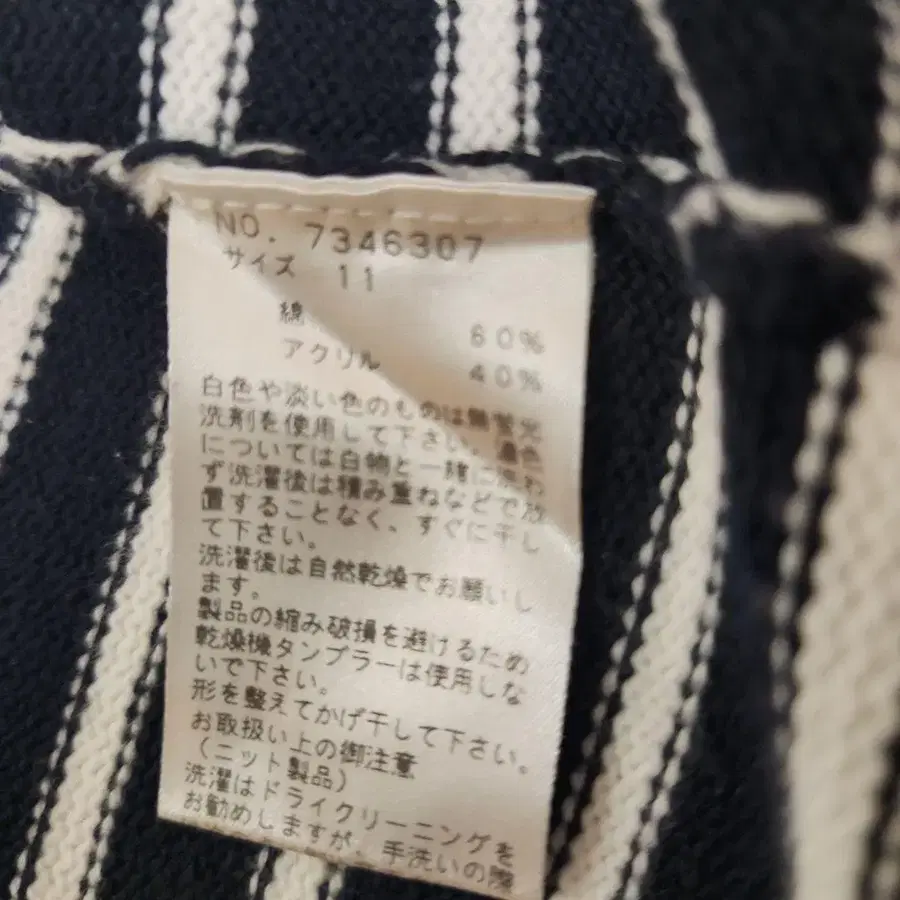 NO. 7346307
サイズ 11
綿 60%
アクリル 40%
白色や淡い色のものは無蛍光
洗剤を使用して下さい。濃色
については白物と一緒に洗わ
ず洗濯後は積み重ねなどで放
置することなく、すぐに干し
て下さい。
洗濯後は自然乾燥でお願いし
ます。
製品の縮み破損を避けるため
乾燥機タンブラーは使用しな
いで下さい。
形を整えてかげ干して下さい。
お取扱い上の御注意
(ニット製品)
洗濯はドライクリーニングを
お勧めしますが、手洗いの際